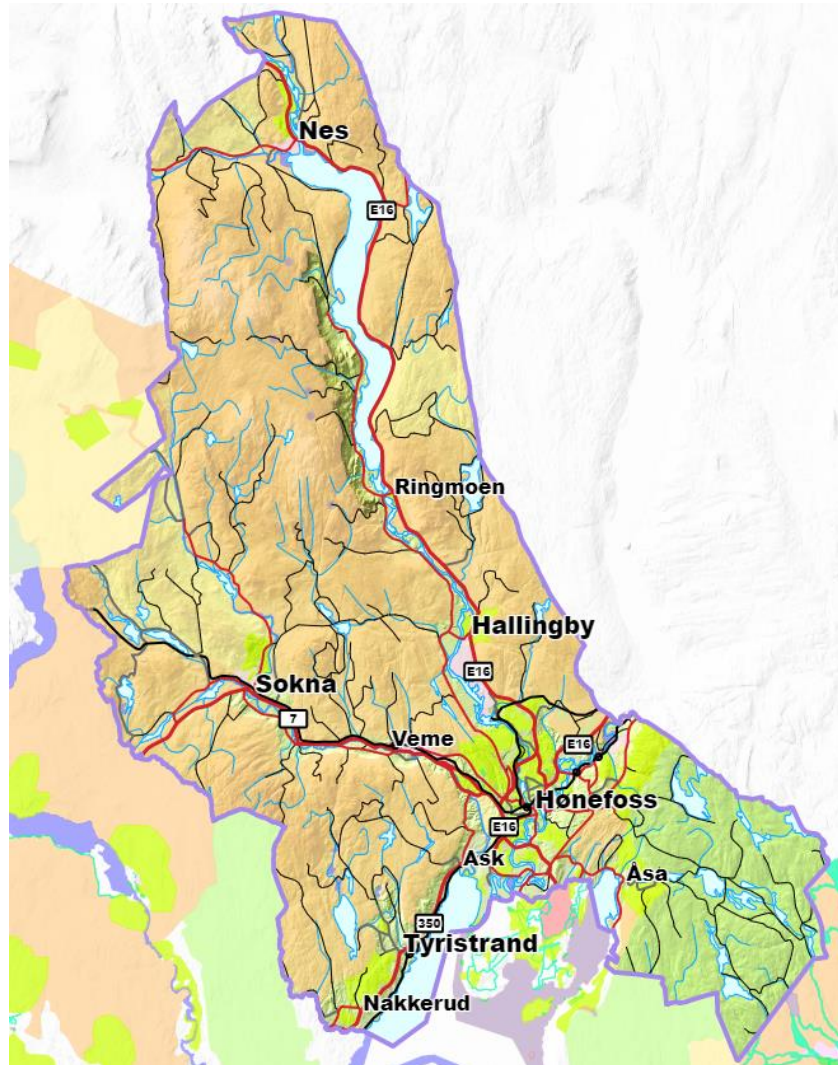 Nes
E16
Ringmoen
Hallingby
E16
Sokna
7
Veme
E16
Hønefoss
E16
Ask
Åsa
350
Tyristrand
Nakkerud